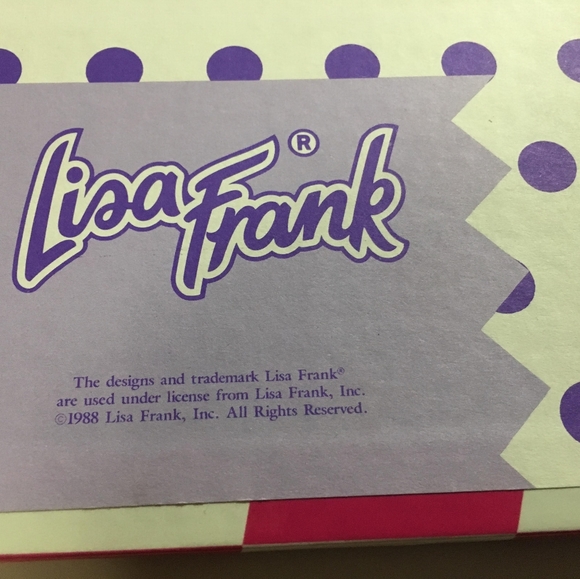 Lisa Frank®
The designs and trademark Lisa Frank®
are used under license from Lisa Frank, Inc.
©1988 Lisa Frank, Inc. All Rights Reserved.